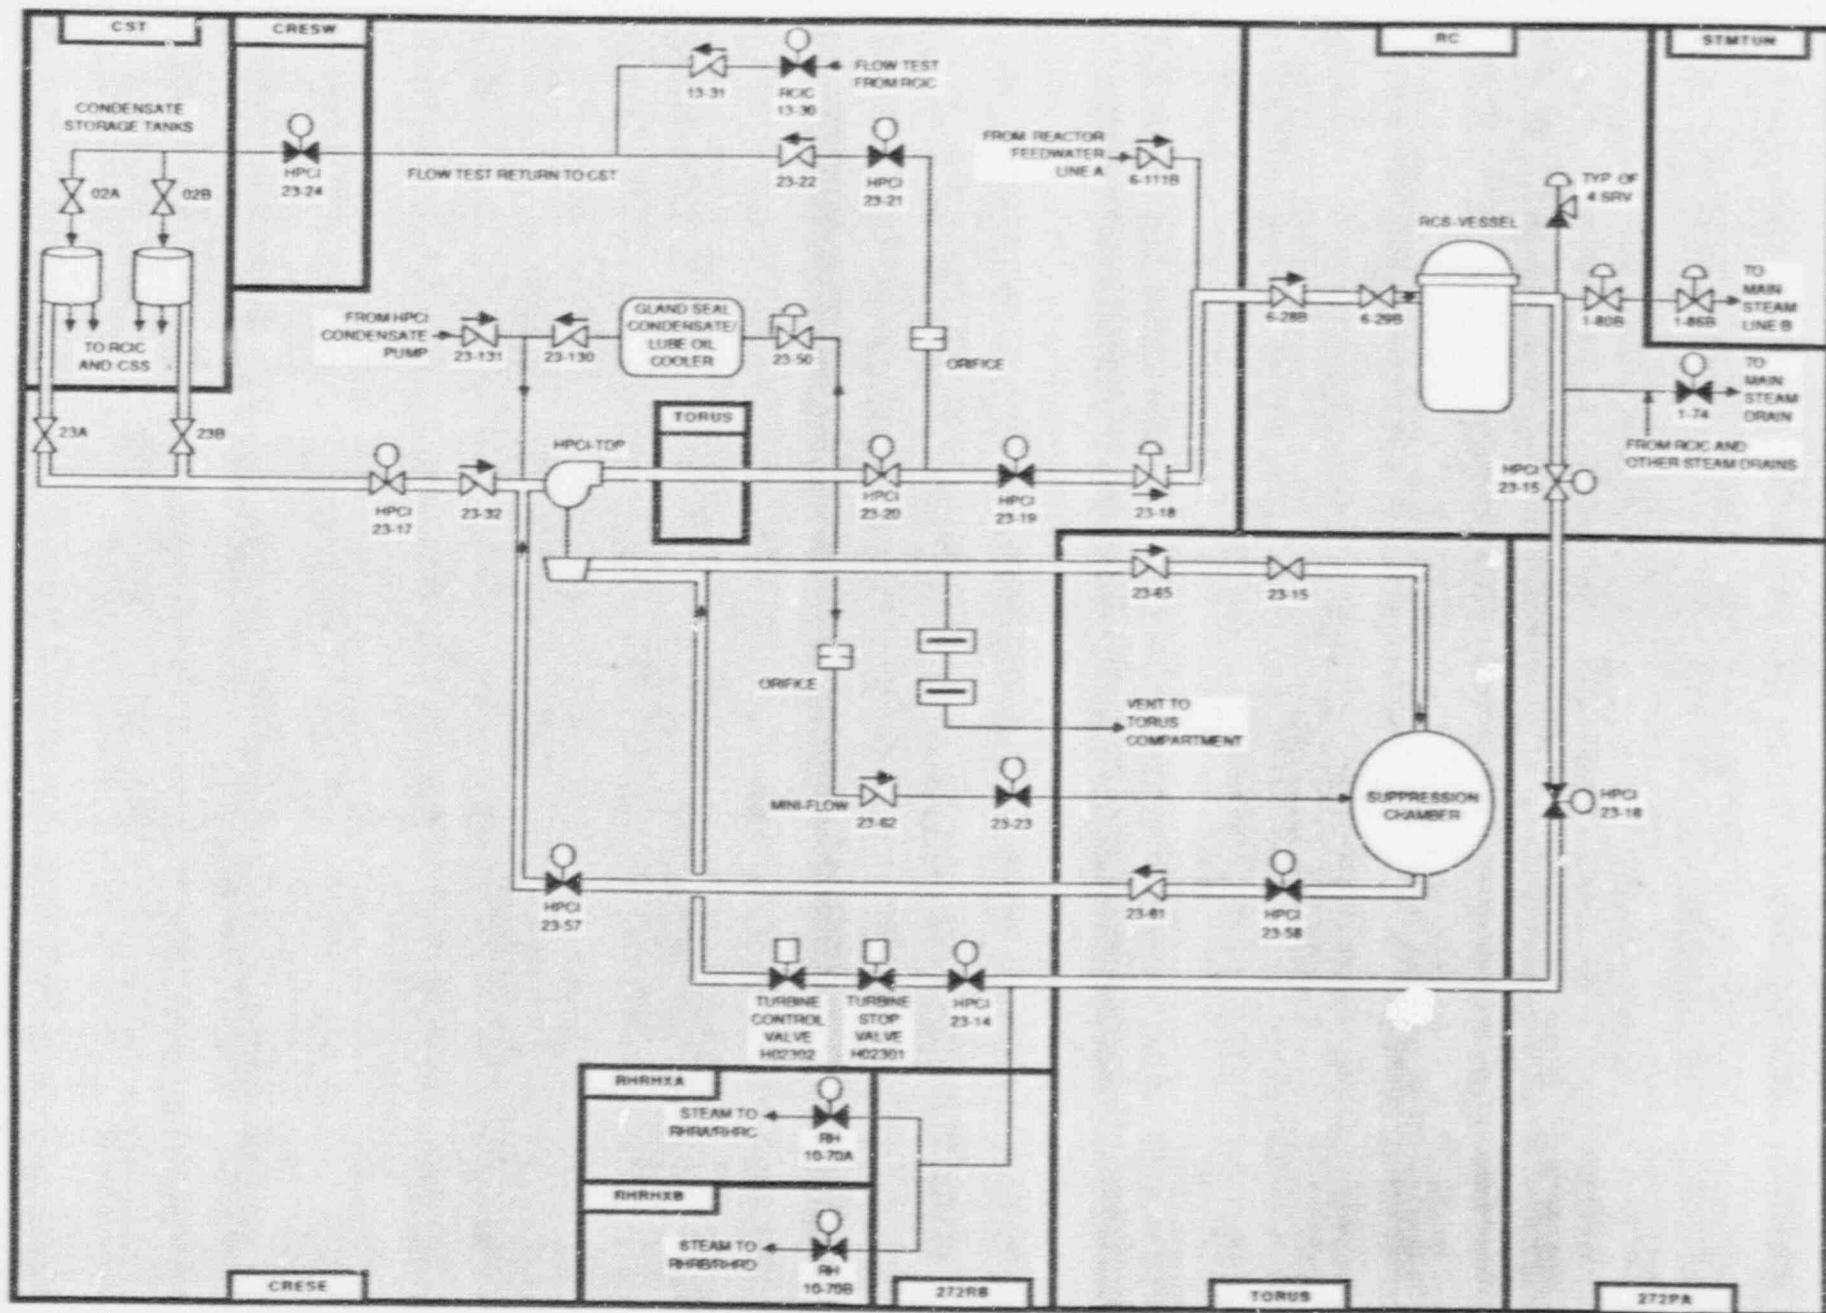 CST
CRESW
RC
STMTUN
CONDENSATE
STORAGE TANKS
02A
02B
TO RCIC
AND CSS
23A
23B
HPCI
23-24
FLOW TEST RETURN TO CST
13-31
RCIC
13-30
FLOW TEST
FROM RCIC
23-22
HPCI
23-21
FROM REACTOR
FEEDWATER
LINE A
6-111B
RCS-VESSEL
TYP. OF
4 SRV
6-28B
6-29B
1-80B
1-86B
TO
MAIN
STEAM
LINE B
1-74
TO
MAIN
STEAM
DRAIN
FROM RCIC AND
OTHER STEAM DRAINS
FROM HPCI
CONDENSATE
PUMP
23-131
23-130
GLAND SEAL
CONDENSATE/
LUBE OIL
COOLER
23-50
ORIFICE
HPCI
23-17
23-32
HPCI-TDP
TORUS
HPCI
23-20
HPCI
23-19
23-18
HPCI
23-15
23-65
23-15
ORIFICE
VENT TO
TORUS
COMPARTMENT
MINI-FLOW
23-62
23-23
SUPPRESSION
CHAMBER
HPCI
23-16
HPCI
23-57
23-61
HPCI
23-58
TURBINE
CONTROL
VALVE
H02302
TURBINE
STOP
VALVE
H02301
HPCI
23-14
RHRHXA
STEAM TO
RHRA/RHRC
RH
10-70A
RHRHXB
STEAM TO
RHRB/RHRD
RH
10-70B
CRESE
272RB
TORUS
272PA